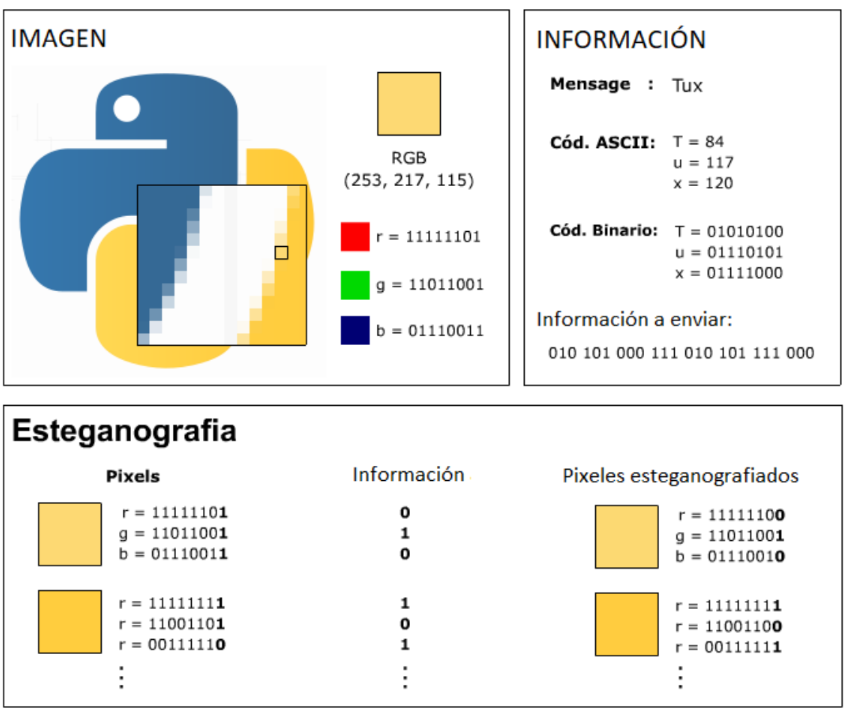 IMAGEN
RGB
(253, 217, 115)
r = 11111101
g = 11011001
b = 01110011
INFORMACIÓN
Mensage : Tux
Cód. ASCII: T = 84
u = 117
x = 120
Cód. Binario: T = 01010100
u = 01110101
x = 01111000
Información a enviar:
010 101 000 111 010 101 111 000
Esteganografia
Pixels Información Pixeles esteganografiados
r = 11111101 0 r = 11111100
g = 11011001 1 g = 11011001
b = 01110011 0 b = 01110010
r = 11111111 1 r = 11111111
r = 11001101 0 r = 11001100
r = 00111110 1 r = 00111111
⋮ ⋮ ⋮